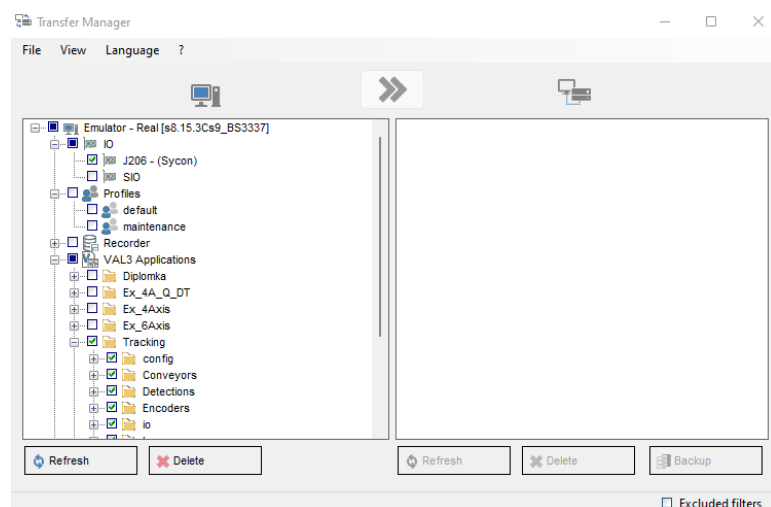 Transfer Manager
File View Language ?
Emulator - Real [s8.15.3Cs9_BS3337]
IO
J206 - (Sycon)
SIO
Profiles
default
maintenance
Recorder
VAL3 Applications
Diplomka
Ex_4A_Q_DT
Ex_4Axis
Ex_6Axis
Tracking
config
Conveyors
Detections
Encoders
io
Refresh Delete Refresh Delete Backup
Excluded filters